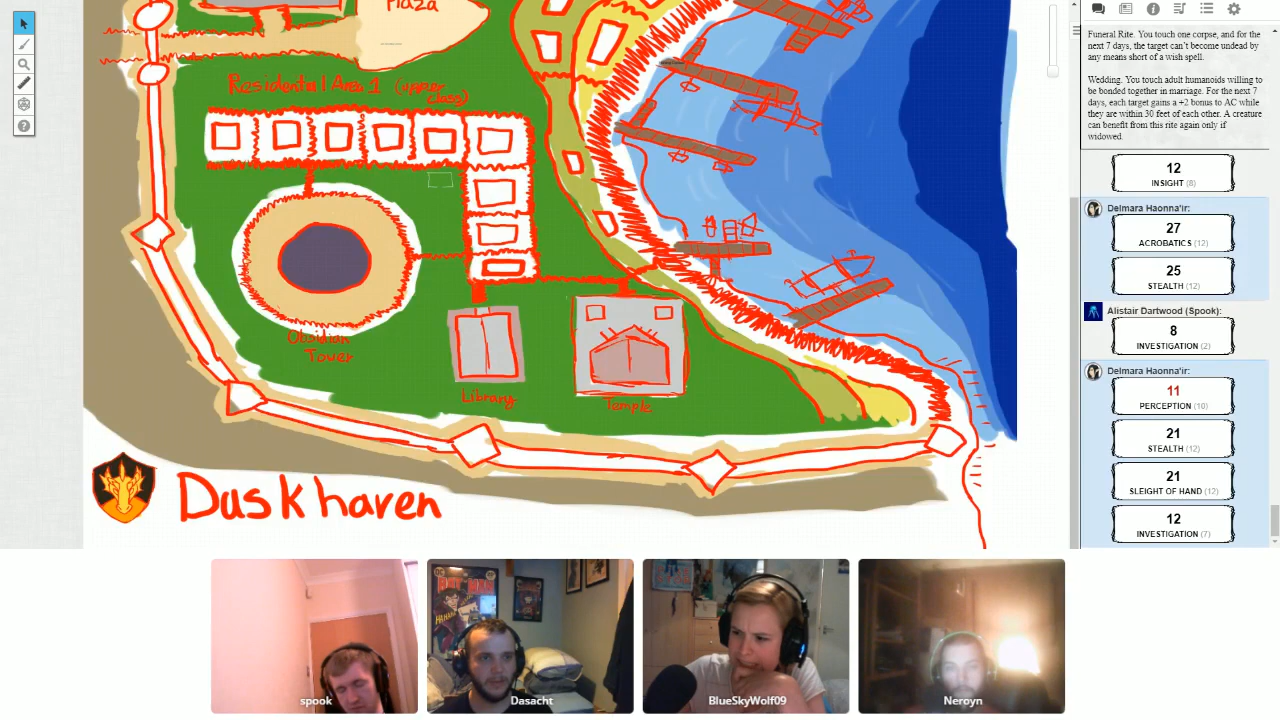 Plaza
Residential Area 1 (upper
class)
Obsidian
Tower
Library
Temple
Duskhaven
Funeral Rite. You touch one corpse, and for the
next 7 days, the target can't become undead by
any means short of a wish spell.
Wedding. You touch adult humanoids willing to
be bonded together in marriage. For the next 7
days, each target gains a +2 bonus to AC while
they are within 30 feet of each other. A creature
can benefit from this rite again only if
widowed.
12
INSIGHT (8)
Delmara Haonna'ir:
27
ACROBATICS (12)
25
STEALTH (12)
Alistair Dartwood (Spook):
8
INVESTIGATION (2)
Delmara Haonna'ir:
11
PERCEPTION (10)
21
STEALTH (12)
21
SLEIGHT OF HAND (12)
12
INVESTIGATION (7)
BATMAN
spook
Dasacht
BlueSkyWolf09
Neroyn